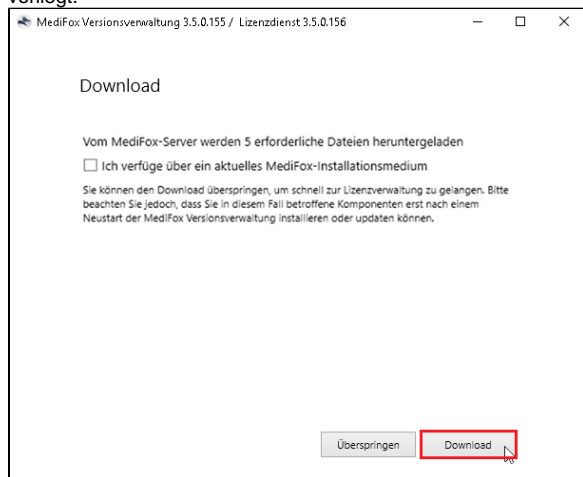 vorliegt.
MediFox Versionsverwaltung 3.5.0.155 / Lizenzdienst 3.5.0.156
Download
Vom MediFox-Server werden 5 erforderliche Dateien heruntergeladen
Ich verfüge über ein aktuelles MediFox-Installationsmedium
Sie können den Download überspringen, um schnell zur Lizenzverwaltung zu gelangen. Bitte
beachten Sie jedoch, dass Sie in diesem Fall betroffene Komponenten erst nach einem
Neustart der MediFox Versionsverwaltung installieren oder updaten können.
Überspringen Download